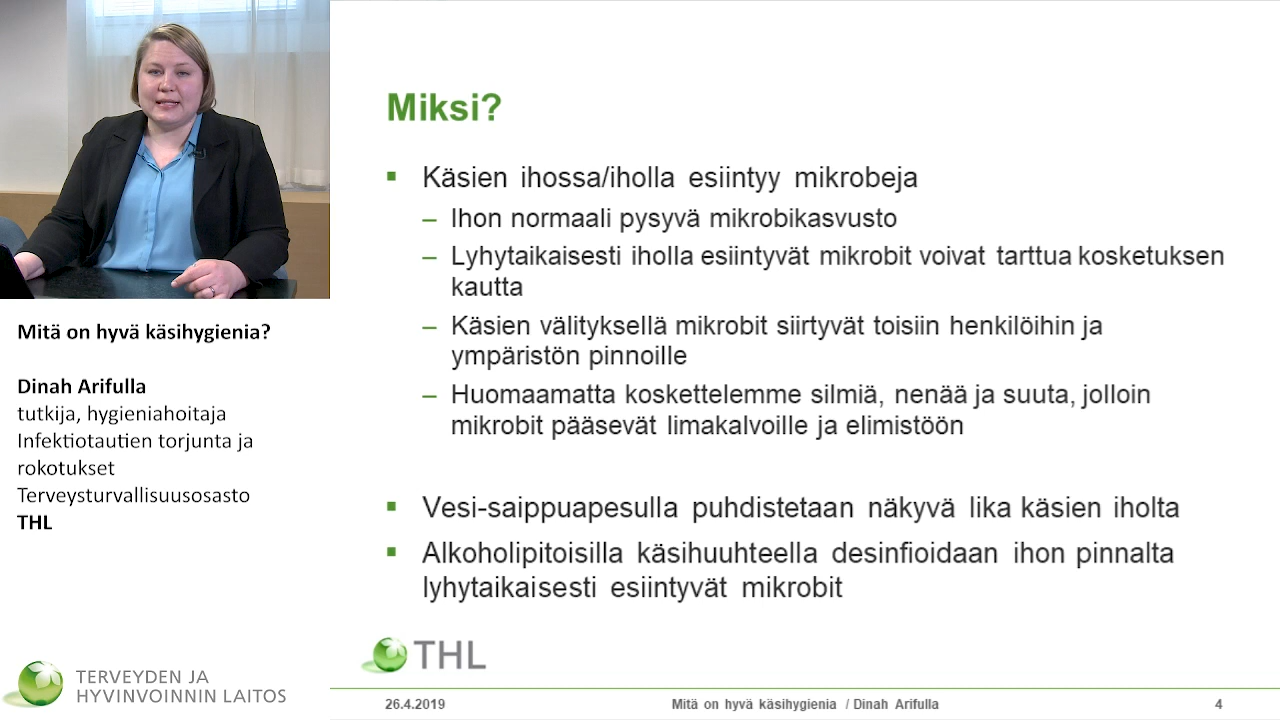 Mitä on hyvä käsihygienia?
Dinah Arifulla
tutkija, hygieniahoitaja
Infektiotautien torjunta ja
rokotukset
Terveysturvallisuusosasto
THL
TERVEYDEN JA
HYVINVOINNIN LAITOS
Miksi?
Käsien ihossa/iholla esiintyy mikrobeja
– Ihon normaali pysyvä mikrobikasvusto
– Lyhytaikaisesti iholla esiintyvät mikrobit voivat tarttua kosketuksen
kautta
– Käsien välityksellä mikrobit siirtyvät toisiin henkilöihin ja
ympäristön pinnoille
– Huomaamatta koskettelemme silmiä, nenää ja suuta, jolloin
mikrobit pääsevät limakalvoille ja elimistöön
Vesi-saippuapesulla puhdistetaan näkyvä lika käsien iholta
Alkoholipitoisilla käsihuuhteella desinfioidaan ihon pinnalta
lyhytaikaisesti esiintyvät mikrobit
THL
26.4.2019 Mitä on hyvä käsihygienia / Dinah Arifulla 4